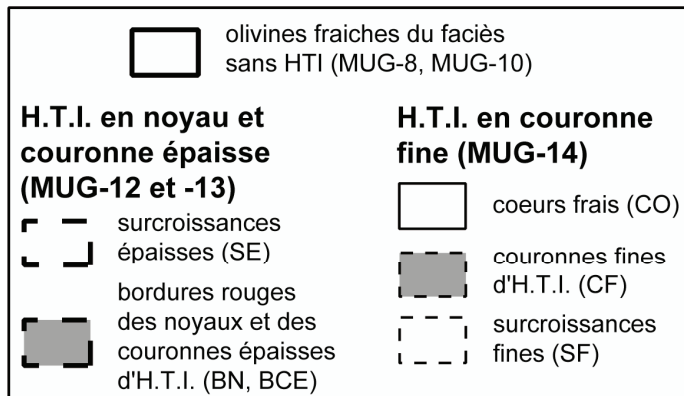 olivines fraiches du faciès
sans HTI (MUG-8, MUG-10)
H.T.I. en noyau et
couronne épaisse
(MUG-12 et -13)
surcroissances
épaisses (SE)
bordures rouges
des noyaux et des
couronnes épaisses
d'H.T.I. (BN, BCE)
H.T.I. en couronne
fine (MUG-14)
coeurs frais (CO)
couronnes fines
d'H.T.I. (CF)
surcroissances
fines (SF)